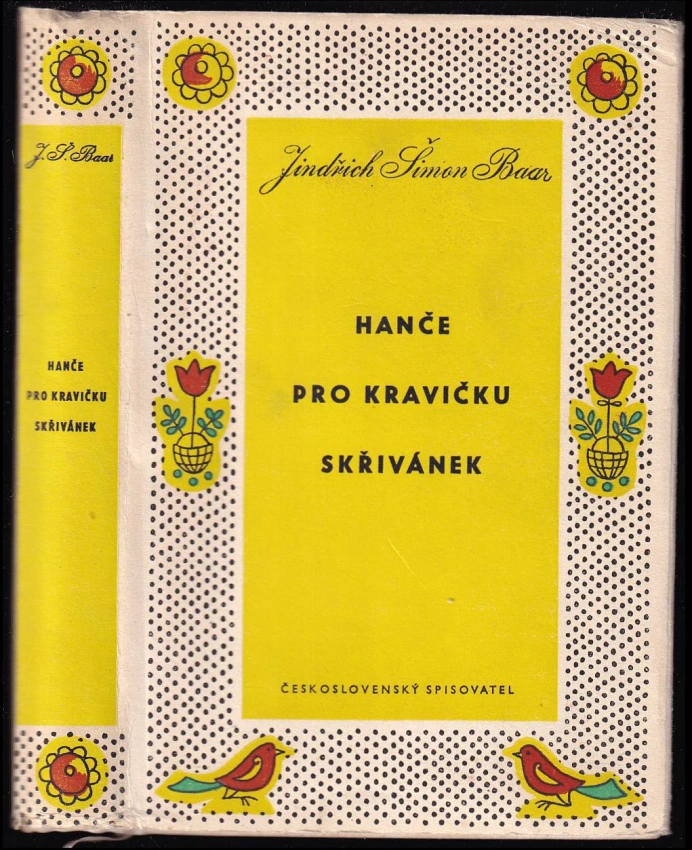 J. Š. Baar
HANČE
PRO KRAVIČKU
SKŘIVÁNEK
Jindřich Šimon Baar
HANČE
PRO KRAVIČKU
SKŘIVÁNEK
ČESKOSLOVENSKÝ SPISOVATEL